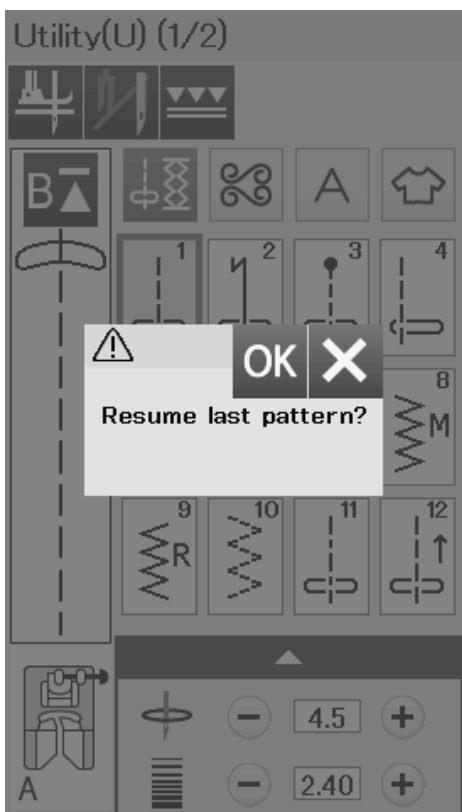 Utility(U) (1/2)
B
A
1
2
3
4
OK
Resume last pattern?
8
M
9
R
10
11
12
4.5
A
2.40